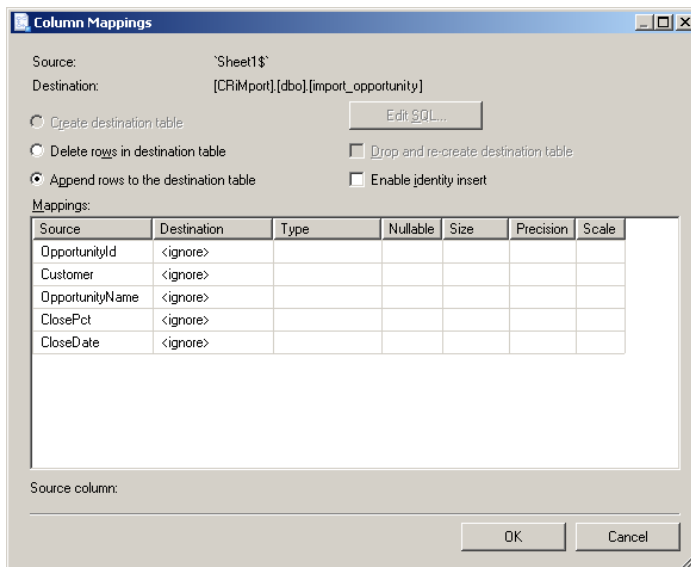 Column Mappings
Source: `Sheet1$`
Destination: [CRiMport].[dbo].[import_opportunity]
Create destination table Edit SQL...
Delete rows in destination table Drop and re-create destination table
Append rows to the destination table Enable identity insert
Mappings:
Source Destination Type Nullable Size Precision Scale
OpportunityId <ignore>
Customer <ignore>
OpportunityName <ignore>
ClosePct <ignore>
CloseDate <ignore>
Source column:
OK Cancel